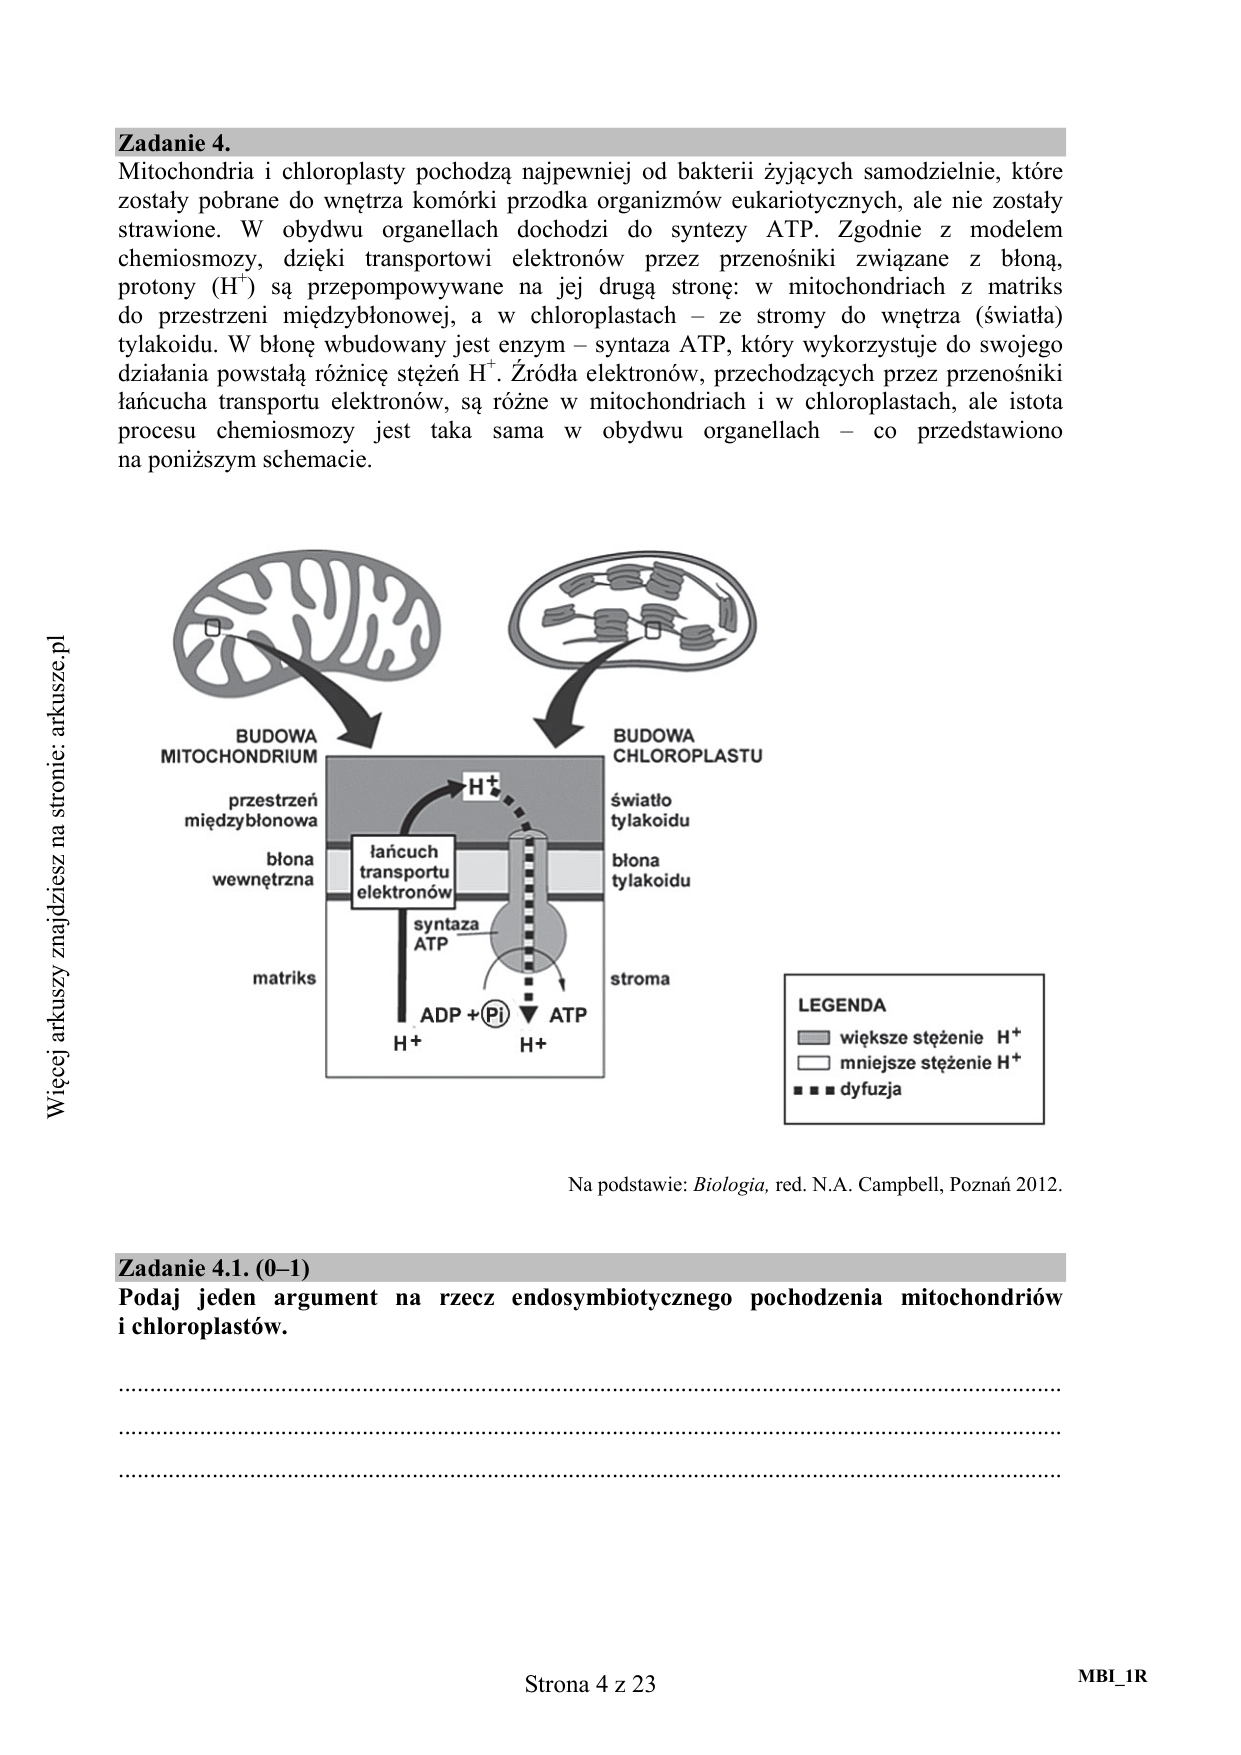 Zadanie 4.
Mitochondria i chloroplasty pochodzą najpewniej od bakterii żyjących samodzielnie, które
zostały pobrane do wnętrza komórki przodka organizmów eukariotycznych, ale nie zostały
strawione. W obydwu organellach dochodzi do syntezy ATP. Zgodnie z modelem
chemiosmozy, dzięki transportowi elektronów przez przenośniki związane z błoną,
protony (H⁺) są przepompowywane na jej drugą stronę: w mitochondriach z matriks
do przestrzeni międzybłonowej, a w chloroplastach – ze stromy do wnętrza (światła)
tylakoidu. W błonę wbudowany jest enzym – syntaza ATP, który wykorzystuje do swojego
działania powstałą różnicę stężeń H⁺. Źródła elektronów, przechodzących przez przenośniki
łańcucha transportu elektronów, są różne w mitochondriach i w chloroplastach, ale istota
procesu chemiosmozy jest taka sama w obydwu organellach – co przedstawiono
na poniższym schemacie.
BUDOWA
MITOCHONDRIUM
BUDOWA
CHLOROPLASTU
przestrzeń
międzybłonowa
H⁺
światło
tylakoidu
błona
wewnętrzna
łańcuch
transportu
elektronów
błona
tylakoidu
syntaza
ATP
matriks
stroma
ADP + Pi
ATP
H+
H+
LEGENDA
większe stężenie H⁺
mniejsze stężenie H⁺
dyfuzja
Na podstawie: Biologia, red. N.A. Campbell, Poznań 2012.
Zadanie 4.1. (0–1)
Podaj jeden argument na rzecz endosymbiotycznego pochodzenia mitochondriów
i chloroplastów.
Strona 4 z 23
MBI_1R
Więcej arkuszy znajdziesz na stronie: arkusze.pl